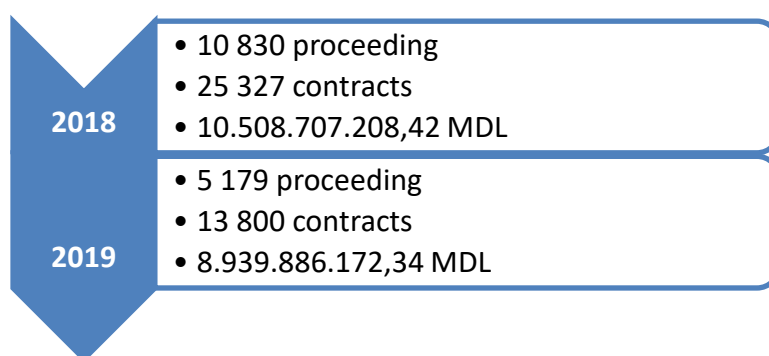 2018
• 10 830 proceeding
• 25 327 contracts
• 10.508.707.208,42 MDL
2019
• 5 179 proceeding
• 13 800 contracts
• 8.939.886.172,34 MDL